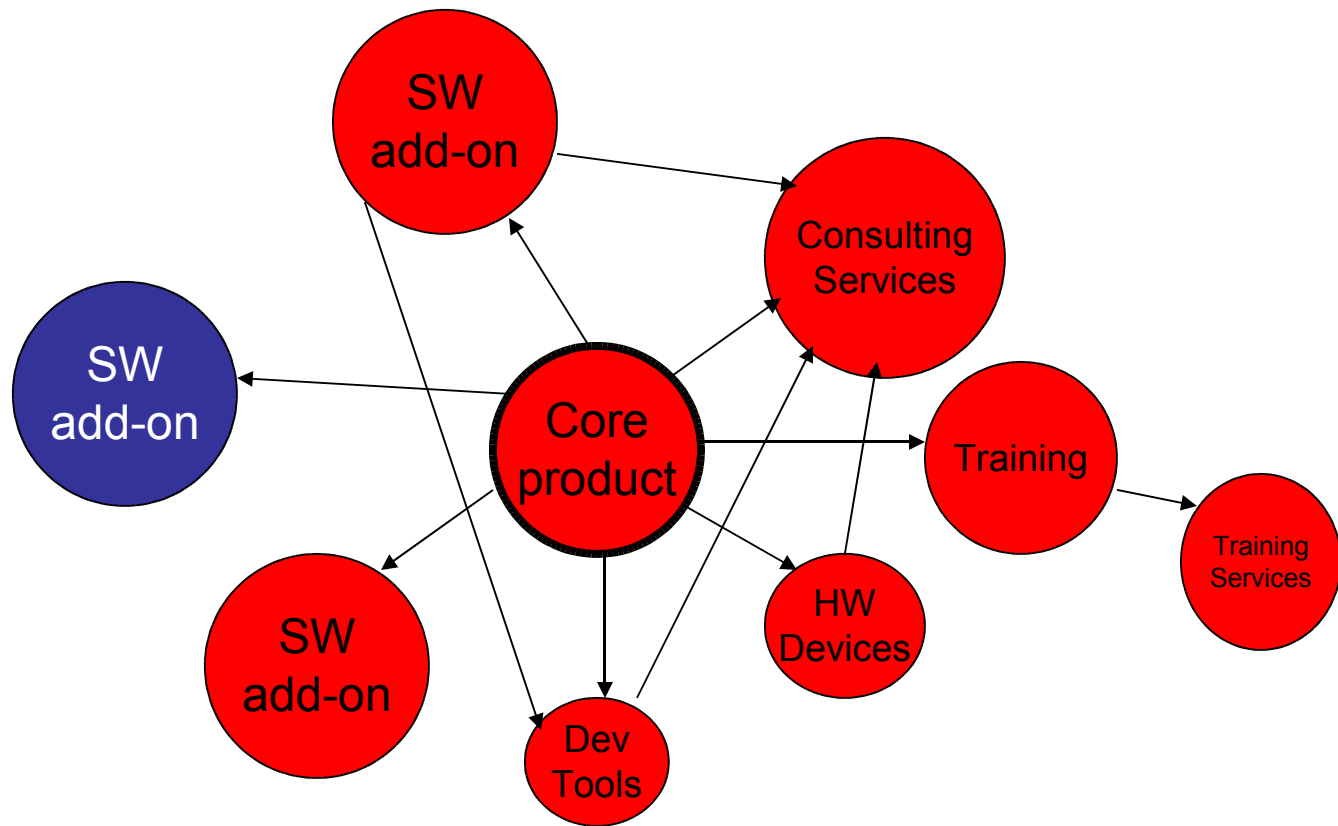 SW
add-on
Consulting
Services
SW
add-on
Core
product
Training
Training
Services
HW
Devices
SW
add-on
Dev
Tools